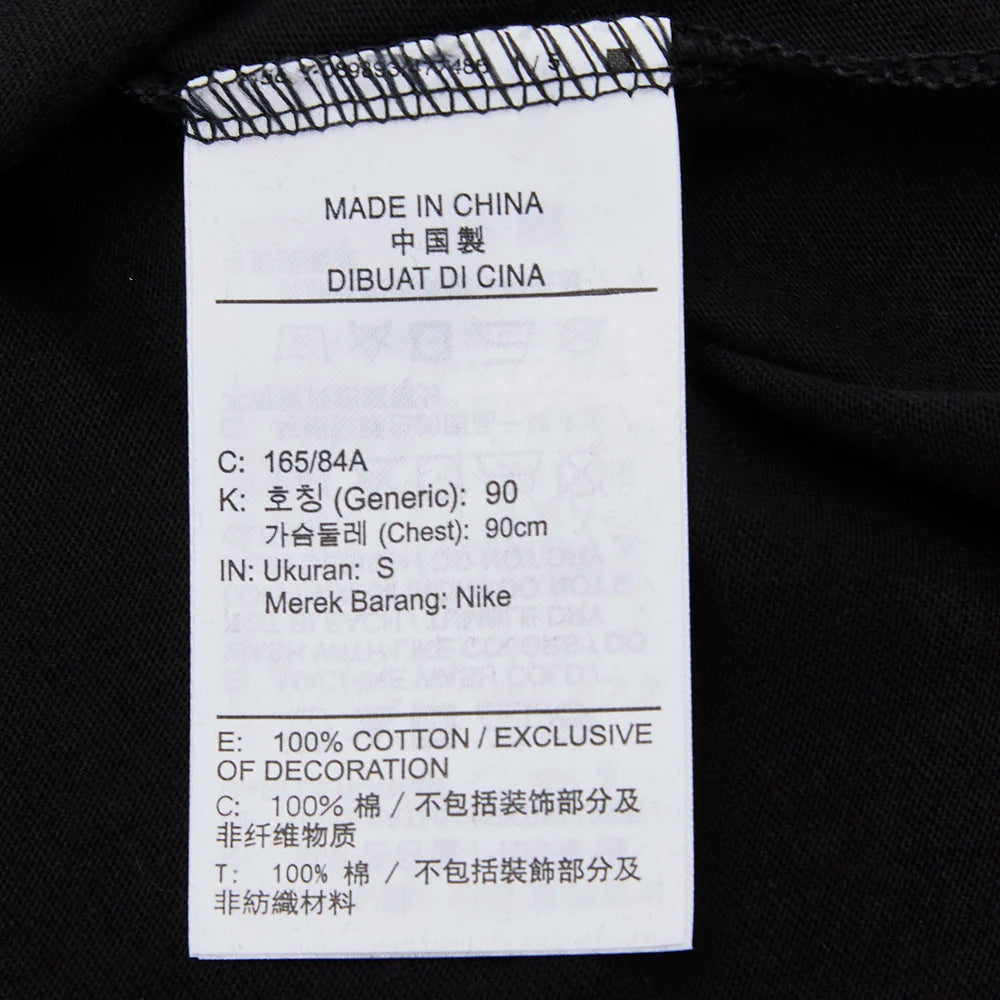 MADE IN CHINA
中国製
DIBUAT DI CINA
C: 165/84A
K: 호칭 (Generic): 90
가슴둘레 (Chest): 90cm
IN: Ukuran: S
Merek Barang: Nike
E: 100% COTTON / EXCLUSIVE
OF DECORATION
C: 100% 棉 / 不包括装饰部分及
非纤维物质
T: 100% 棉 / 不包括裝飾部分及
非紡織材料